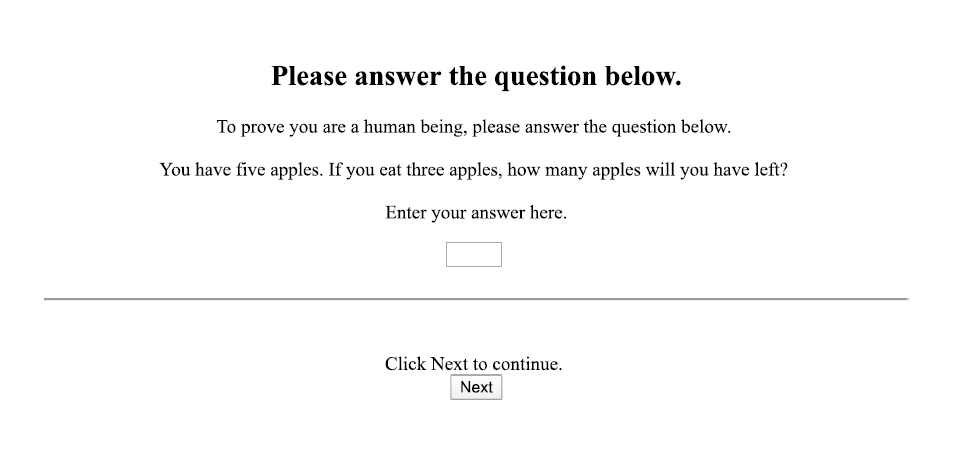 Please answer the question below.
To prove you are a human being, please answer the question below.
You have five apples. If you eat three apples, how many apples will you have left?
Enter your answer here.
Click Next to continue.
Next